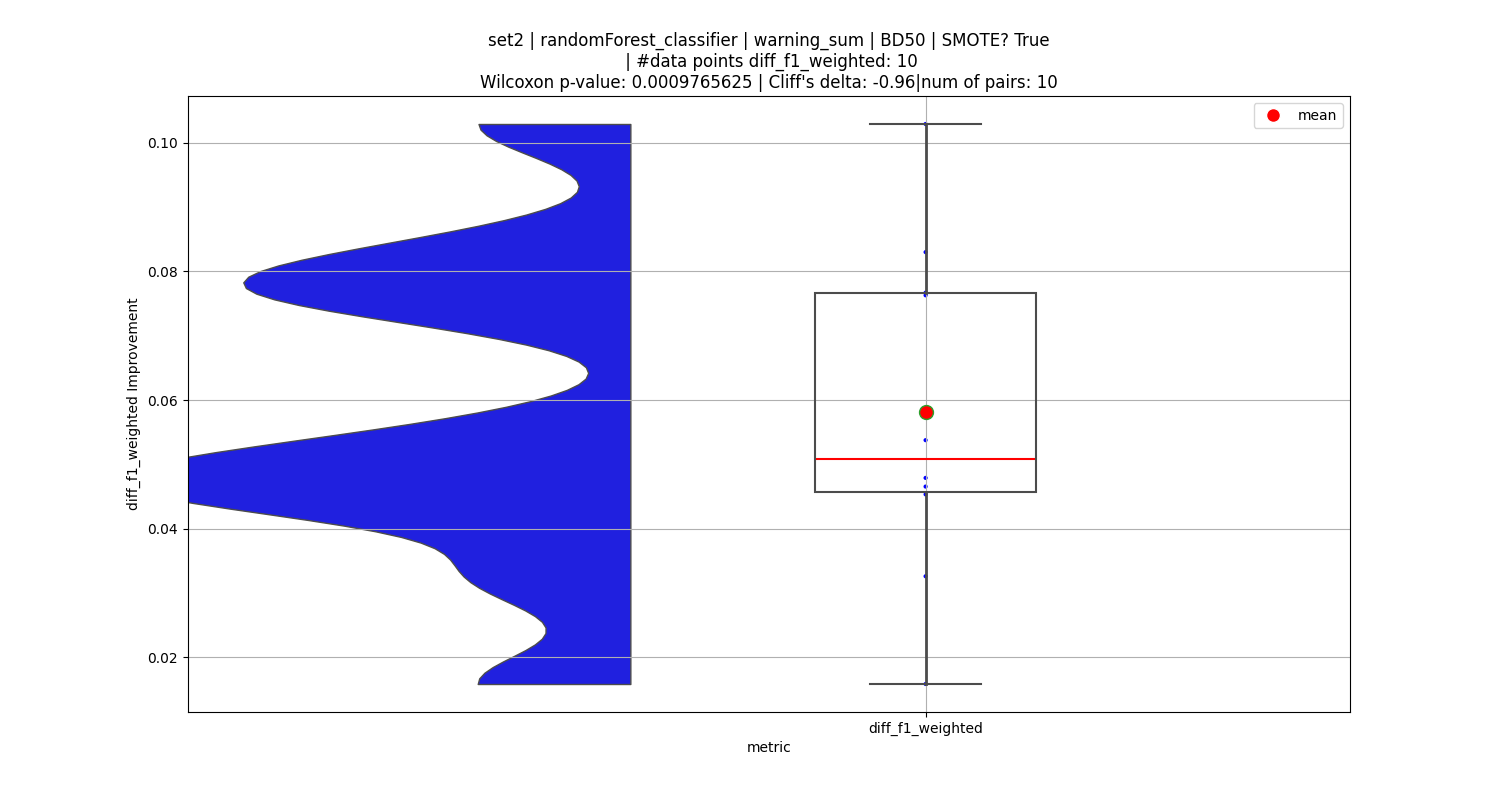 set2 | randomForest_classifier | warning_sum | BD50 | SMOTE? True
| #data points diff_f1_weighted: 10
Wilcoxon p-value: 0.0009765625 | Cliff's delta: -0.96|num of pairs: 10
mean
0.10
0.08
0.06
0.04
0.02
diff_f1_weighted Improvement
diff_f1_weighted
metric